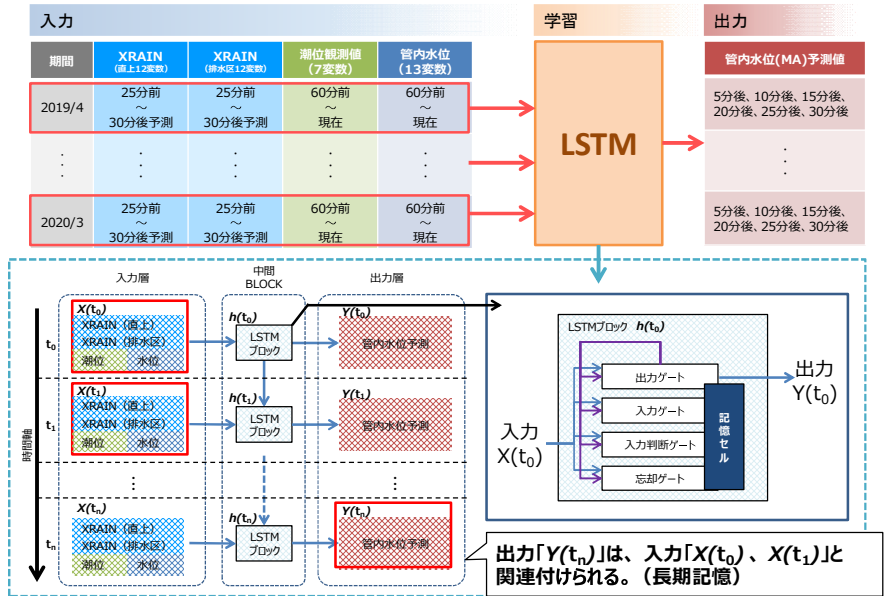 入力
学習
出力
期間
XRAIN
(直上12変数)
XRAIN
(排水区12変数)
潮位観測値
(7変数)
管内水位
(13変数)
管内水位(MA)予測値
2019/4
25分前
～
30分後予測
25分前
～
30分後予測
60分前
～
現在
60分前
～
現在
LSTM
5分後、10分後、15分後、
20分後、25分後、30分後
2020/3
25分前
～
30分後予測
25分前
～
30分後予測
60分前
～
現在
60分前
～
現在
5分後、10分後、15分後、
20分後、25分後、30分後
入力層
中間
BLOCK
出力層
時間軸
t0
X(t0)
XRAIN（直上）
XRAIN（排水区）
潮位 水位
h(t0)
LSTM
ブロック
Y(t0)
管内水位予測
t1
X(t1)
XRAIN（直上）
XRAIN（排水区）
潮位 水位
h(t1)
LSTM
ブロック
Y(t1)
管内水位予測
tn
X(tn)
XRAIN（直上）
XRAIN（排水区）
潮位 水位
h(tn)
LSTM
ブロック
Y(tn)
管内水位予測
LSTMブロック h(t0)
出力ゲート
入力ゲート
入力判断ゲート
忘却ゲート
記憶セル
入力
X(t0)
出力
Y(t0)
出力「Y(tn)」は、入力「X(t0) 、X(t1)」と
関連付けられる。（長期記憶）